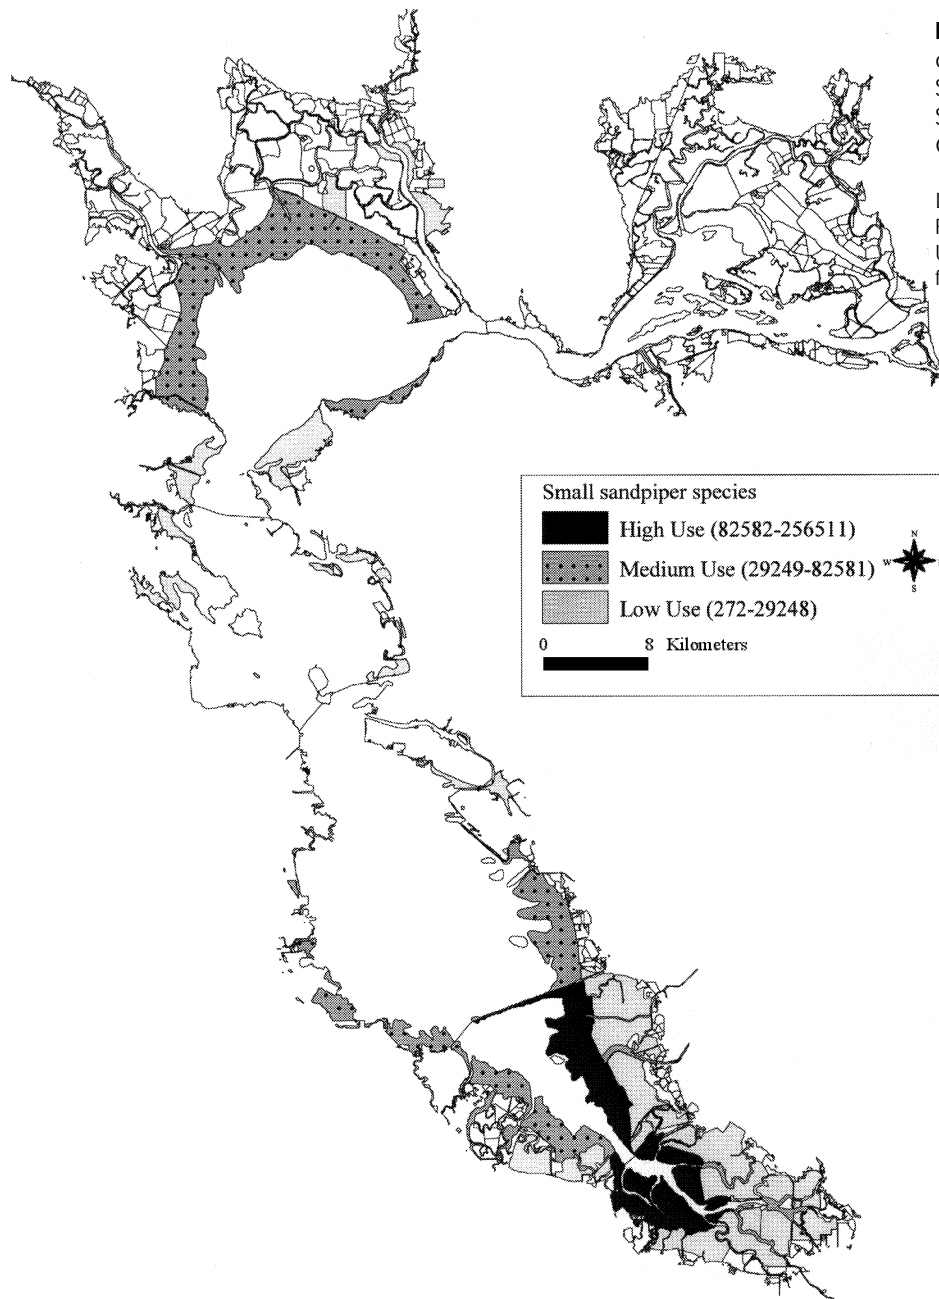 Small sandpiper species
High Use (82582-256511)
Medium Use (29249-82581)
Low Use (272-29248)
0 8 Kilometers
N
W
S